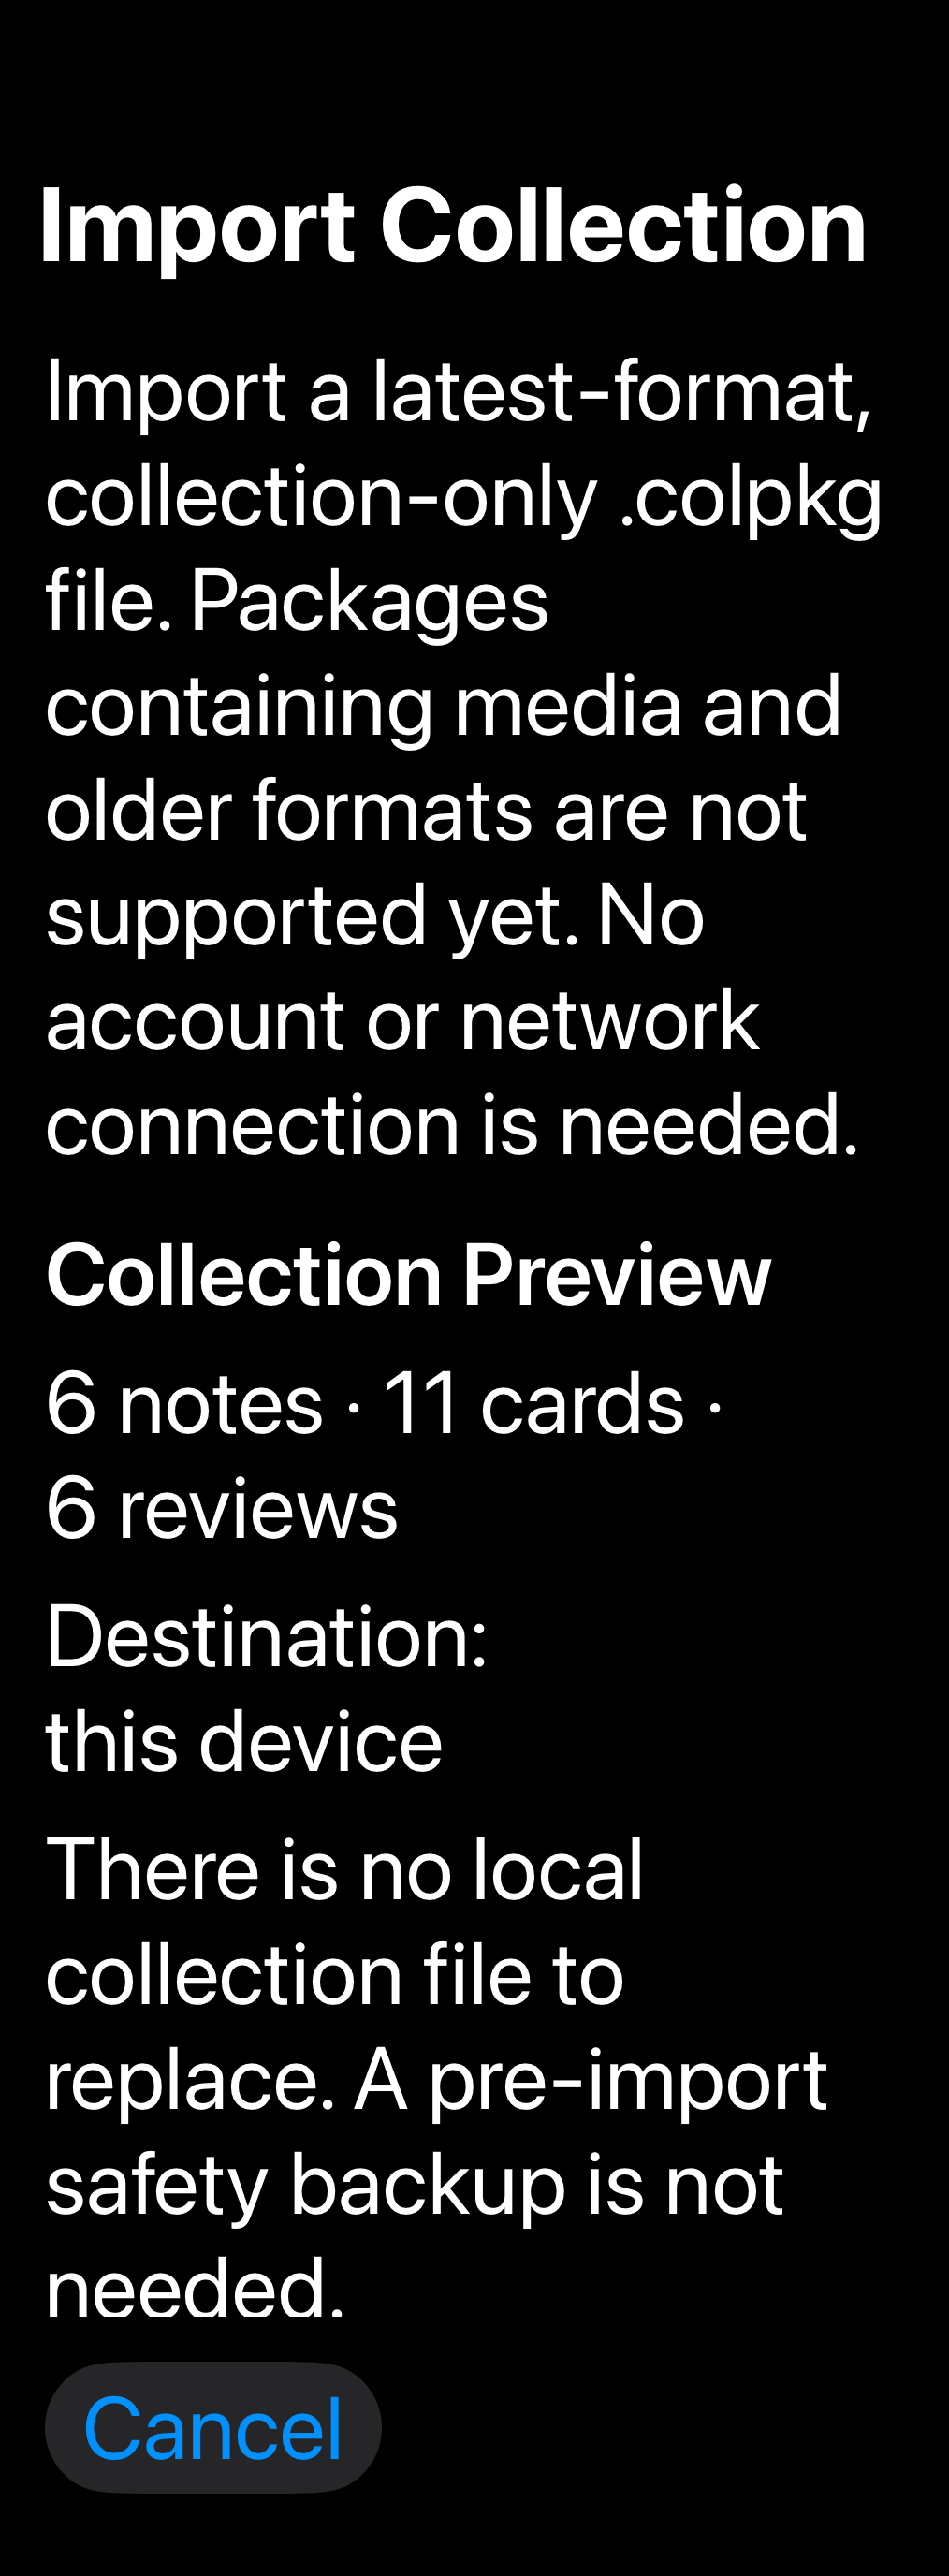 Import Collection
Import a latest-format,
collection-only .colpkg
file. Packages
containing media and
older formats are not
supported yet. No
account or network
connection is needed.
Collection Preview
6 notes · 11 cards ·
6 reviews
Destination:
this device
There is no local
collection file to
replace. A pre-import
safety backup is not
needed.
Cancel